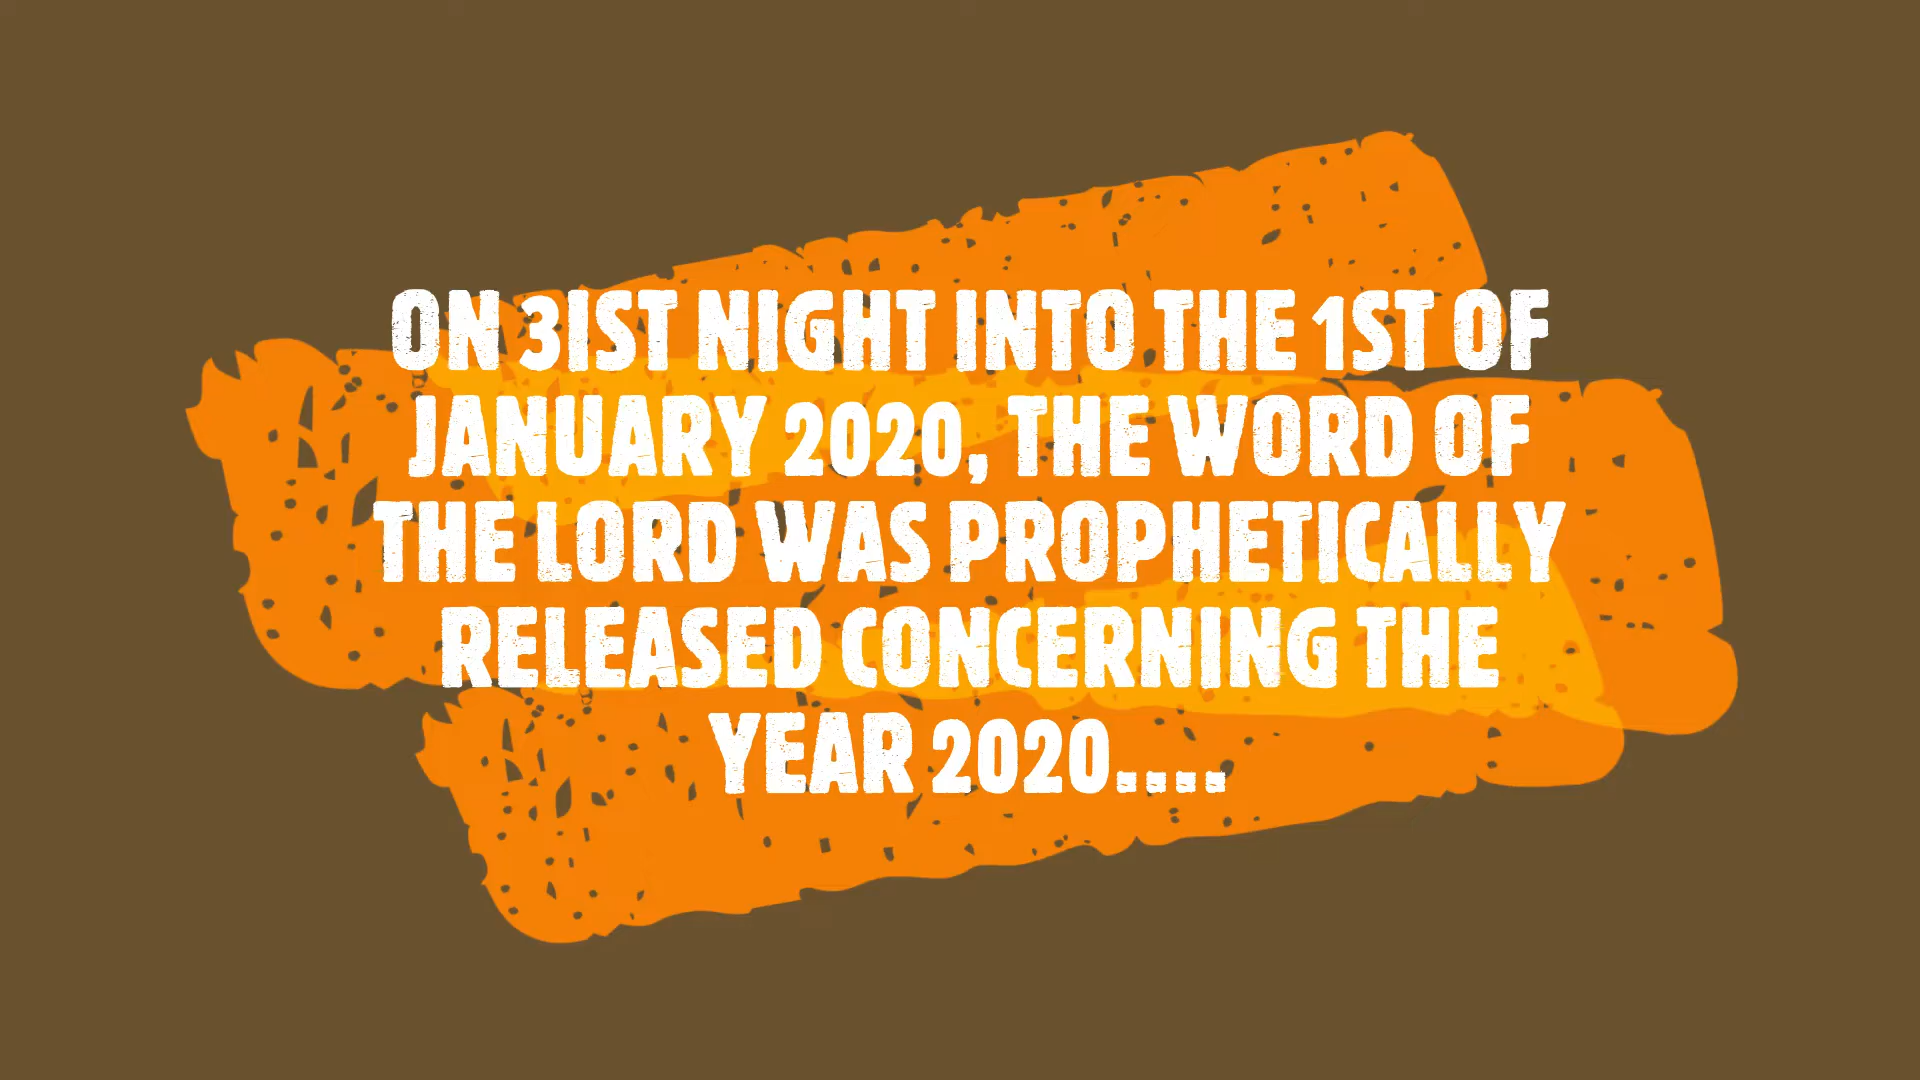 ON 3IST NIGHT INTO THE 1ST OF
JANUARY 2020, THE WORD OF
THE LORD WAS PROPHETICALLY
RELEASED CONCERNING THE
YEAR 2020....